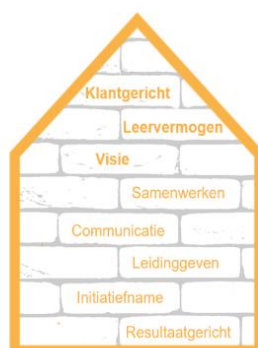 Klantgericht
Leervermogen
Visie
Samenwerken
Communicatie
Leidinggeven
Initiatiefname
Resultaatgericht